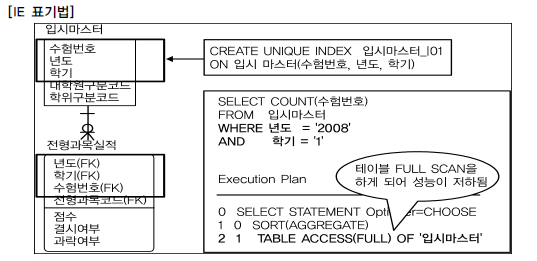 [IE 표기법]
입시마스터
수험번호
년도
학기
대학원구분코드
학위구분코드
CREATE UNIQUE INDEX 입시마스터_I01
ON 입시 마스터(수험번호, 년도, 학기)
전형과목실적
년도(FK)
학기(FK)
수험번호(FK)
전형과목코드(FK)
점수
결시여부
과락여부
SELECT COUNT(수험번호)
FROM 입시마스터
WHERE 년도 = '2008'
AND 학기 = '1'
테이블 FULL SCAN을
하게 되어 성능이 저하됨
Execution Plan
0 SELECT STATEMENT Opti er=CHOOSE
1 0 SORT(AGGREGATE)
2 1 TABLE ACCESS(FULL) OF '입시마스터'